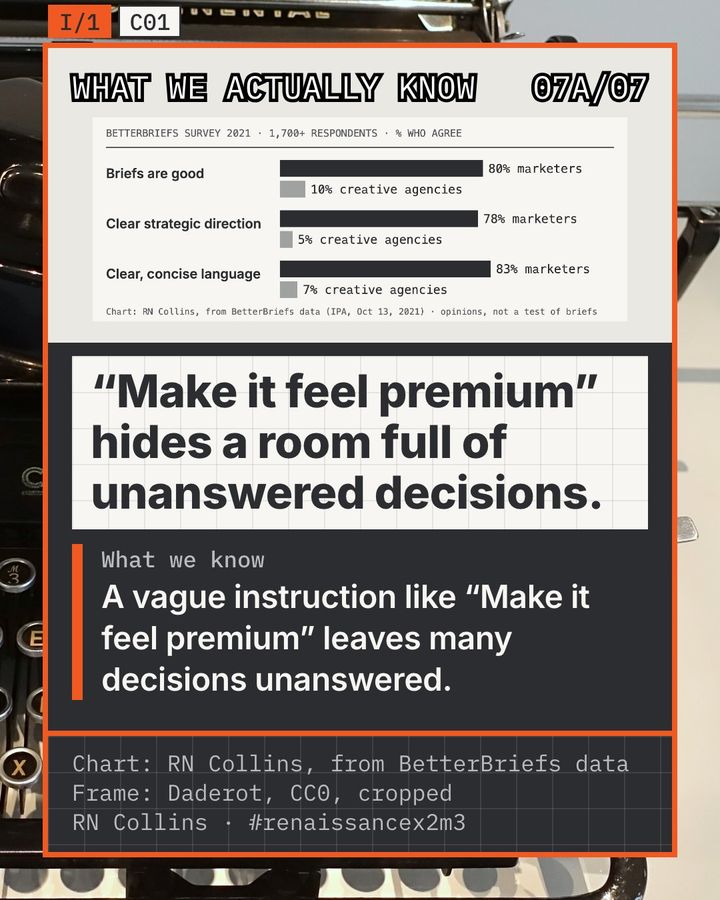 I/1 C01
WHAT WE ACTUALLY KNOW 07A/07
BETTERBRIEFS SURVEY 2021 · 1,700+ RESPONDENTS · % WHO AGREE
Briefs are good
80% marketers
10% creative agencies
Clear strategic direction
78% marketers
5% creative agencies
Clear, concise language
83% marketers
7% creative agencies
Chart: RN Collins, from BetterBriefs data (IPA, Oct 13, 2021) · opinions, not a test of briefs
“Make it feel premium”
hides a room full of
unanswered decisions.
What we know
A vague instruction like “Make it
feel premium” leaves many
decisions unanswered.
M
3
E
X
Chart: RN Collins, from BetterBriefs data
Frame: Daderot, CC0, cropped
RN Collins · #renaissancex2m3